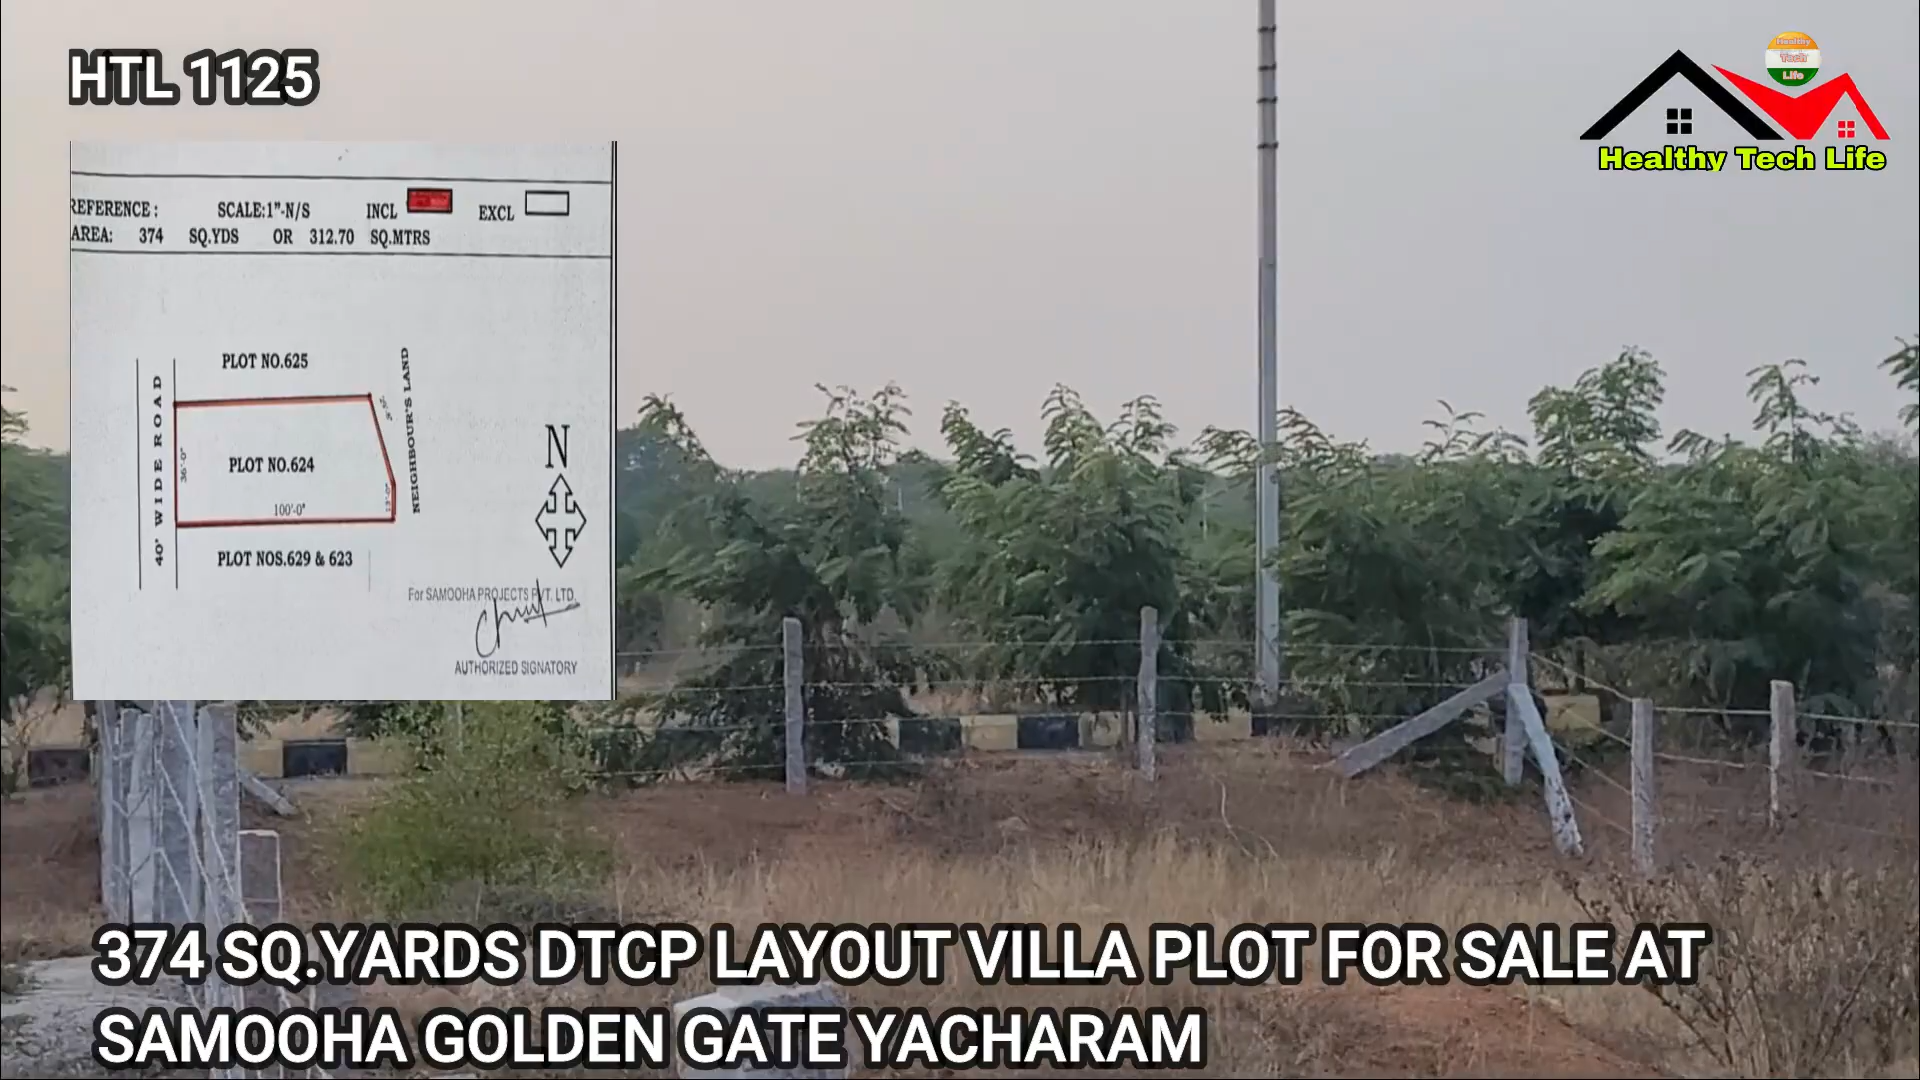 HTL 1125
Healthy
Tech
Life
Healthy Tech Life
REFERENCE : SCALE:1"-N/S INCL EXCL
AREA: 374 SQ.YDS OR 312.70 SQ.MTRS
PLOT NO.625
40' WIDE ROAD
36'-0"
PLOT NO.624
100'-0"
NEIGHBOUR'S LAND
N
PLOT NOS.629 & 623
For SAMOOHA PROJECTS PVT. LTD.
AUTHORIZED SIGNATORY
374 SQ.YARDS DTCP LAYOUT VILLA PLOT FOR SALE AT
SAMOOHA GOLDEN GATE YACHARAM